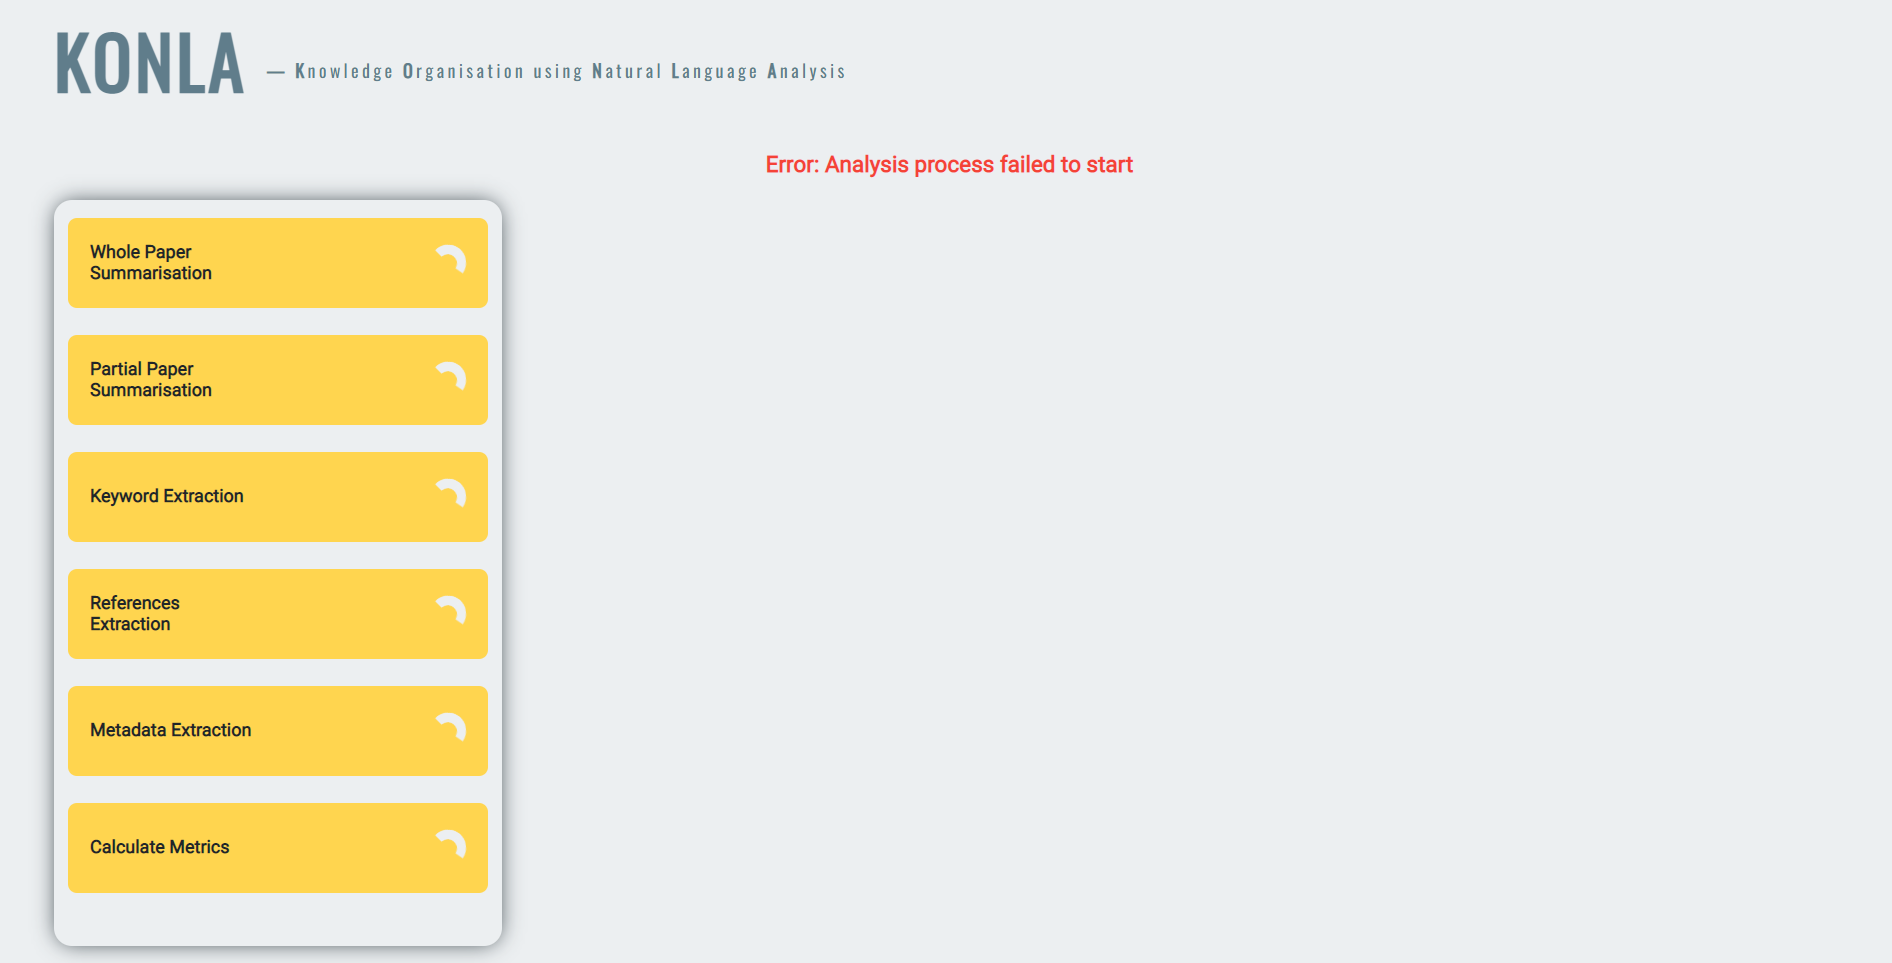 KONLA — Knowledge Organisation using Natural Language Analysis
Error: Analysis process failed to start
Whole Paper
Summarisation
Partial Paper
Summarisation
Keyword Extraction
References
Extraction
Metadata Extraction
Calculate Metrics